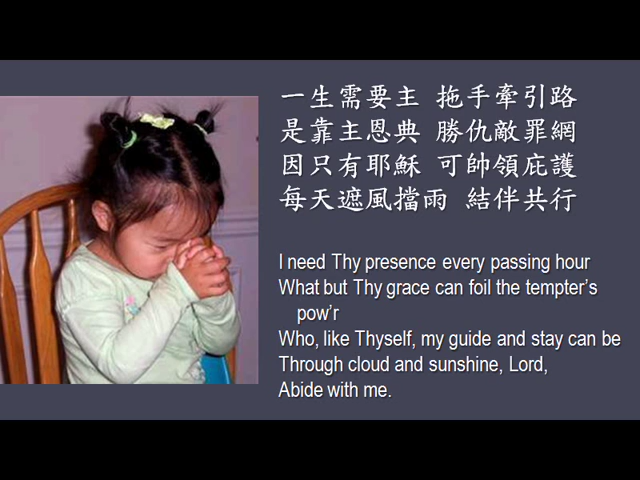 一生需要主 拖手牽引路
是靠主恩典 勝仇敵罪網
因只有耶穌 可帥領庇護
每天遮風擋雨 結伴共行
I need Thy presence every passing hour
What but Thy grace can foil the tempter’s
pow’r
Who, like Thyself, my guide and stay can be
Through cloud and sunshine, Lord,
Abide with me.